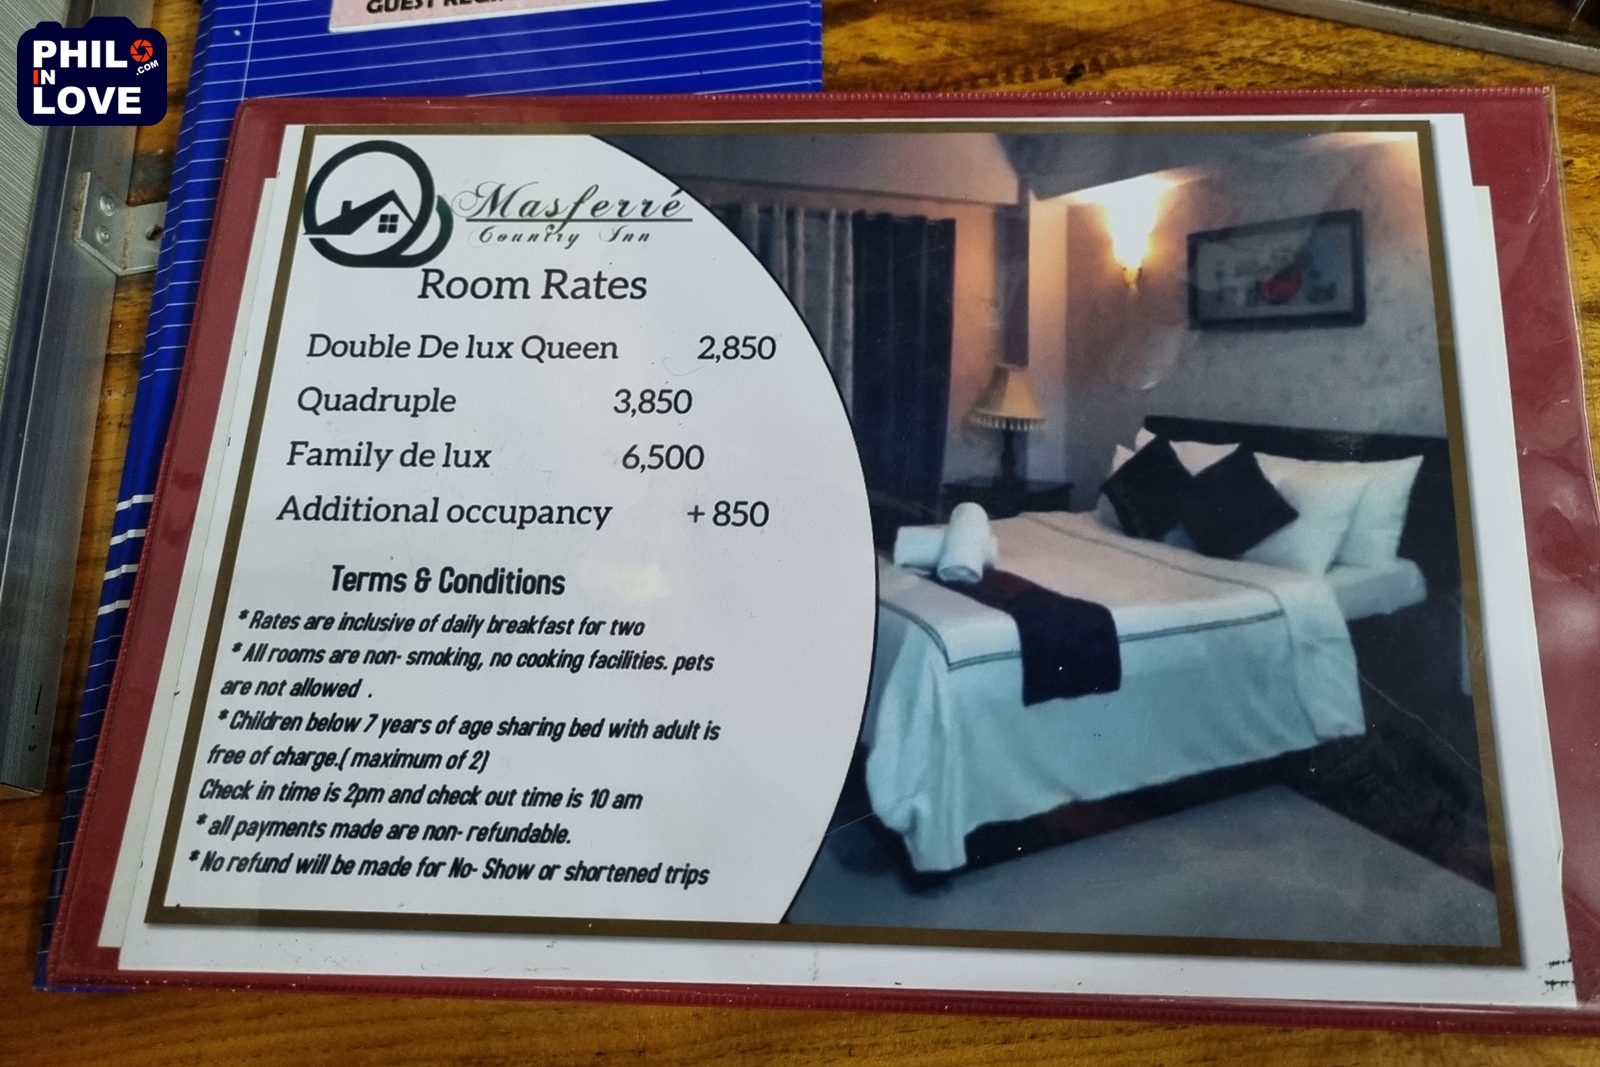 GUEST
PHIL
IN
LOVE
.COM
Masferré
Country Inn
Room Rates
Double De lux Queen 2,850
Quadruple 3,850
Family de lux 6,500
Additional occupancy + 850
Terms & Conditions
* Rates are inclusive of daily breakfast for two
* All rooms are non- smoking, no cooking facilities. pets
are not allowed .
* Children below 7 years of age sharing bed with adult is
free of charge.( maximum of 2)
Check in time is 2pm and check out time is 10 am
* all payments made are non- refundable.
* No refund will be made for No- Show or shortened trips